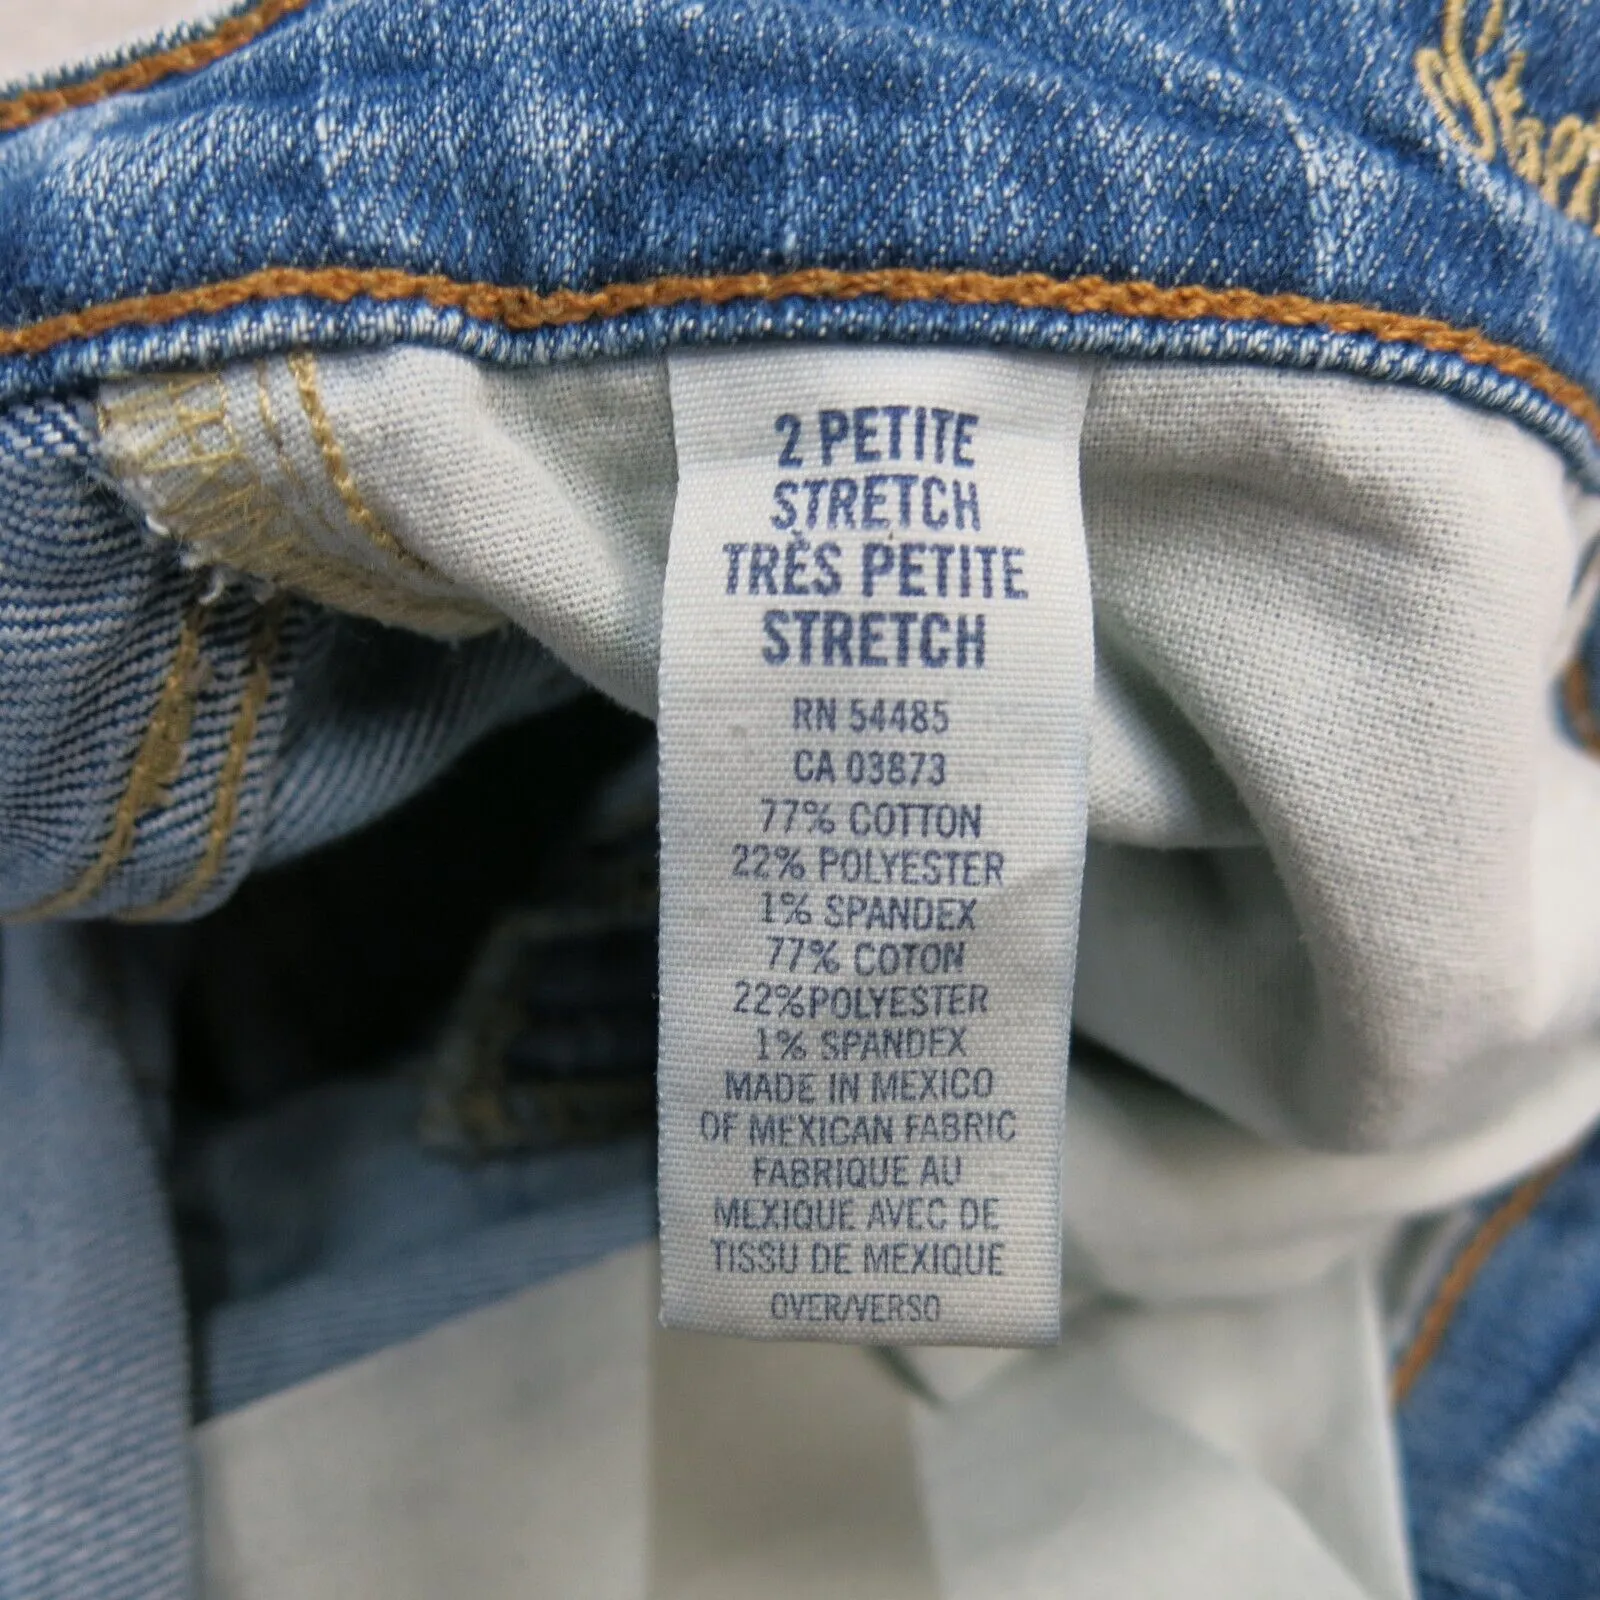 2 PETITE
STRETCH
TRÈS PETITE
STRETCH
RN 54485
CA 03873
77% COTTON
22% POLYESTER
1% SPANDEX
77% COTON
22%POLYESTER
1% SPANDEX
MADE IN MEXICO
OF MEXICAN FABRIC
FABRIQUE AU
MEXIQUE AVEC DE
TISSU DE MEXIQUE
OVER/VERSO